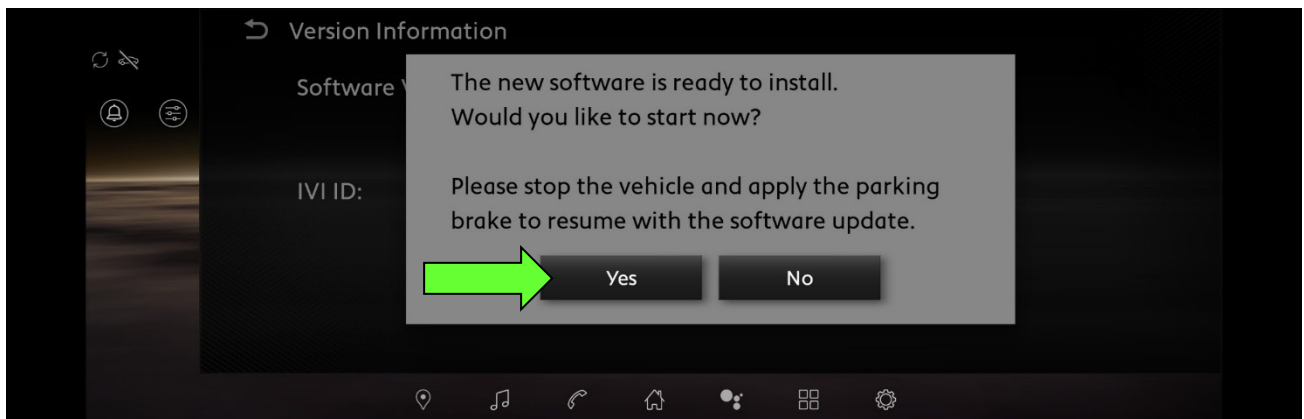 Version Information
Software
IVI ID:
The new software is ready to install.
Would you like to start now?
Please stop the vehicle and apply the parking
brake to resume with the software update.
Yes No